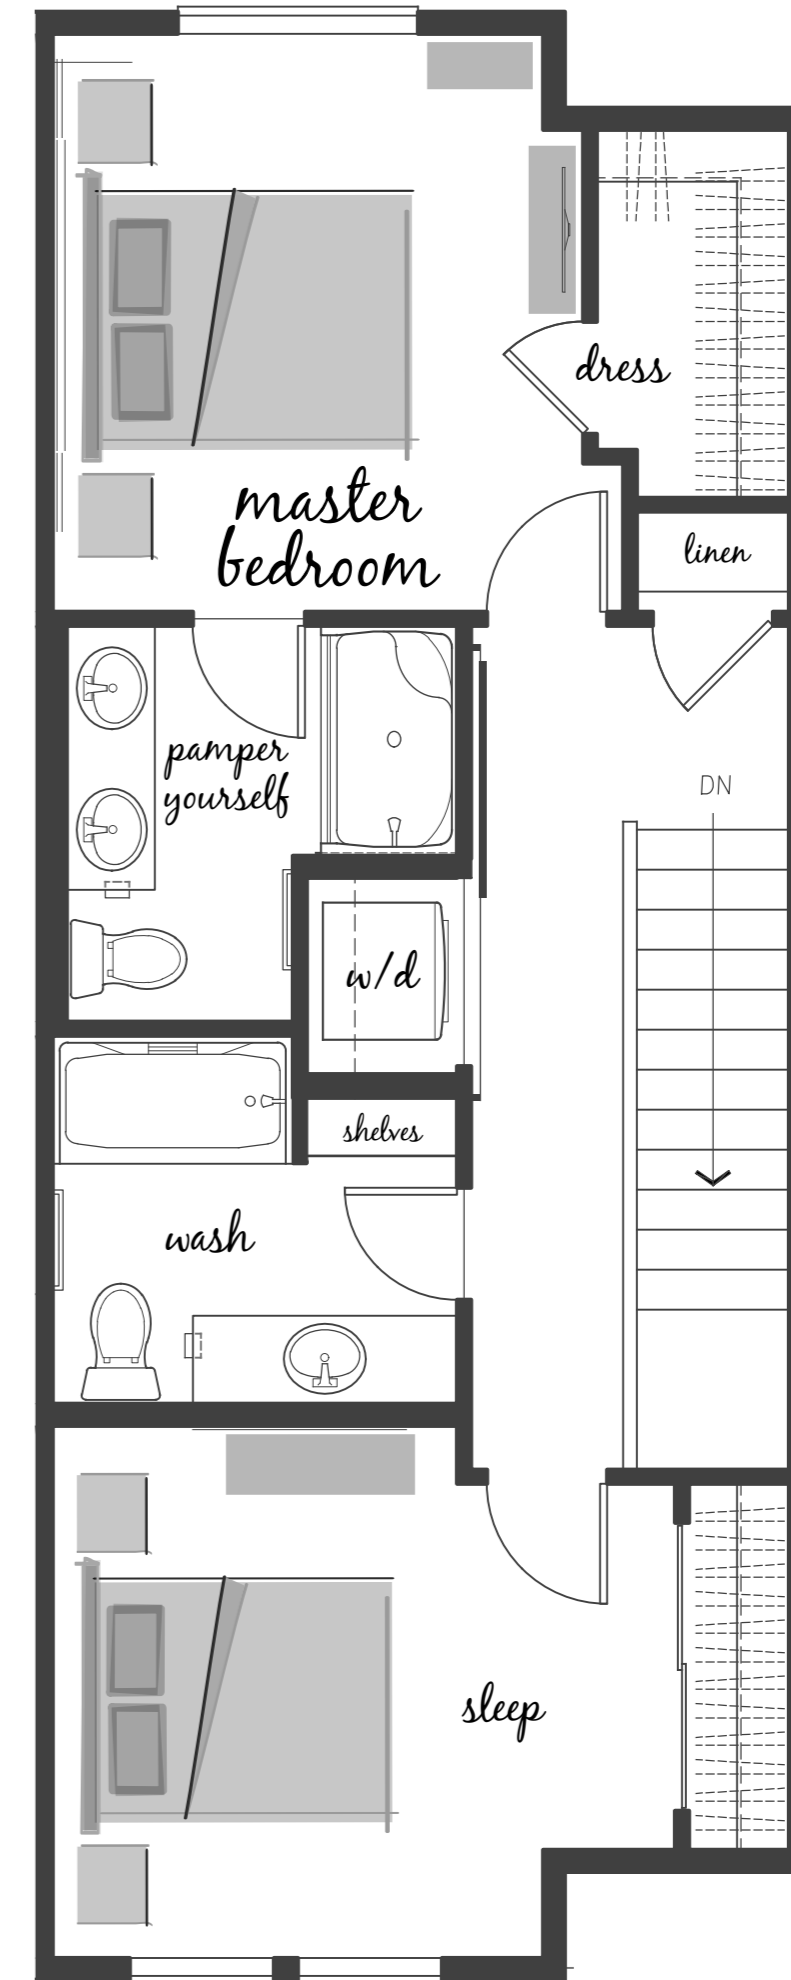 dress
master
bedroom
linen
pamper
yourself
DN
w/d
shelves
wash
sleep